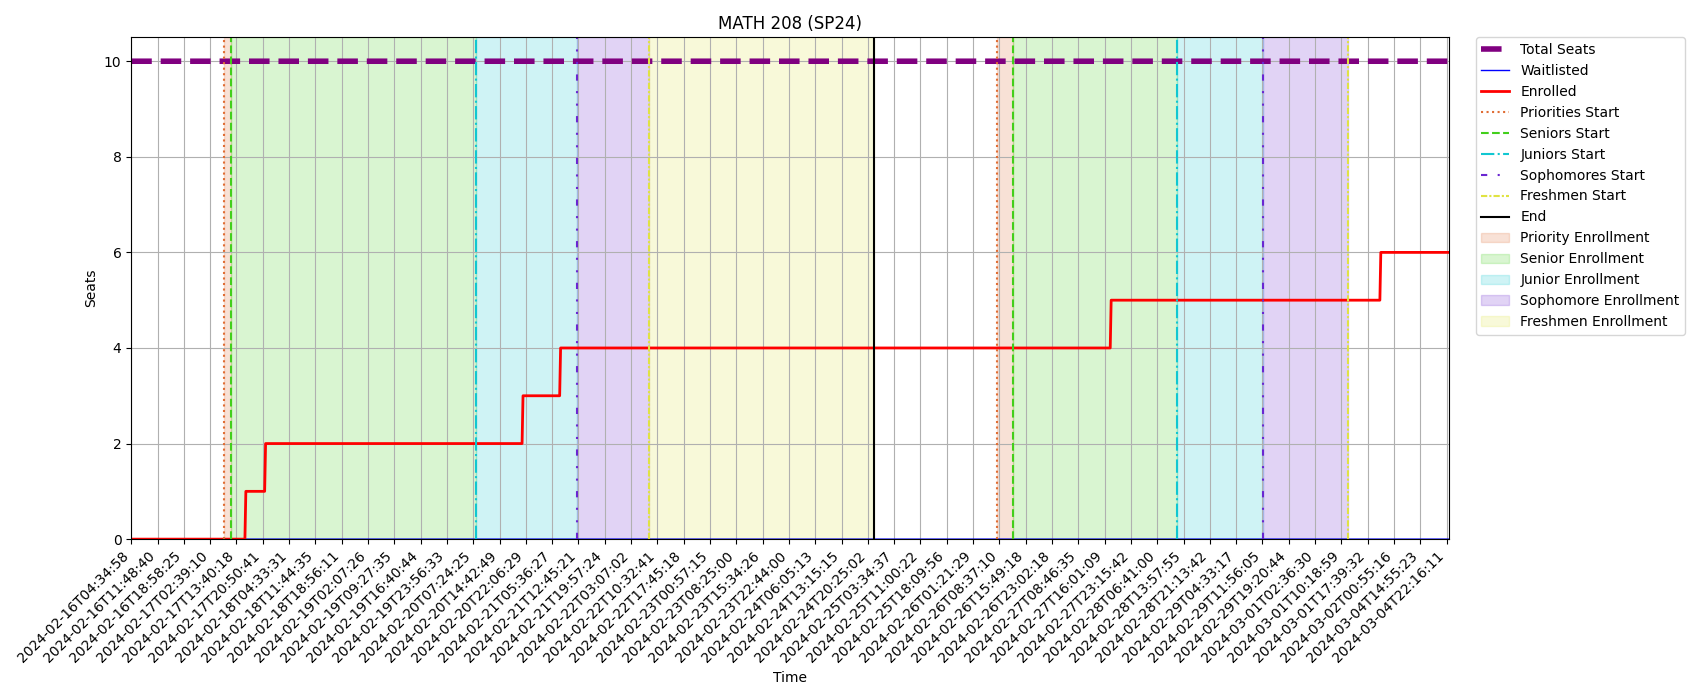 MATH 208 (SP24)
10
8
6
4
2
0
Seats
2024-02-16T04:34:58
2024-02-16T11:48:40
2024-02-16T18:58:25
2024-02-17T02:39:10
2024-02-17T13:40:18
2024-02-17T20:50:41
2024-02-18T04:33:31
2024-02-18T11:44:35
2024-02-18T18:56:11
2024-02-19T02:07:26
2024-02-19T09:27:35
2024-02-19T16:40:44
2024-02-19T23:56:33
2024-02-20T07:24:25
2024-02-20T14:42:49
2024-02-20T22:06:29
2024-02-21T05:36:27
2024-02-21T12:45:21
2024-02-21T19:57:24
2024-02-22T03:07:02
2024-02-22T10:32:41
2024-02-22T17:45:18
2024-02-23T00:57:15
2024-02-23T08:25:00
2024-02-23T15:34:26
2024-02-23T22:44:00
2024-02-24T06:05:13
2024-02-24T13:15:15
2024-02-24T20:25:02
2024-02-25T03:34:37
2024-02-25T11:00:22
2024-02-25T18:09:56
2024-02-26T01:21:29
2024-02-26T08:37:10
2024-02-26T15:49:18
2024-02-26T23:02:18
2024-02-27T08:46:35
2024-02-27T16:01:09
2024-02-27T23:15:42
2024-02-28T06:41:00
2024-02-28T13:57:55
2024-02-28T21:13:42
2024-02-29T04:33:17
2024-02-29T11:56:05
2024-02-29T19:20:44
2024-03-01T02:36:30
2024-03-01T10:18:59
2024-03-01T17:39:32
2024-03-02T00:55:16
2024-03-04T14:55:23
2024-03-04T22:16:11
Time
Total Seats
Waitlisted
Enrolled
Priorities Start
Seniors Start
Juniors Start
Sophomores Start
Freshmen Start
End
Priority Enrollment
Senior Enrollment
Junior Enrollment
Sophomore Enrollment
Freshmen Enrollment